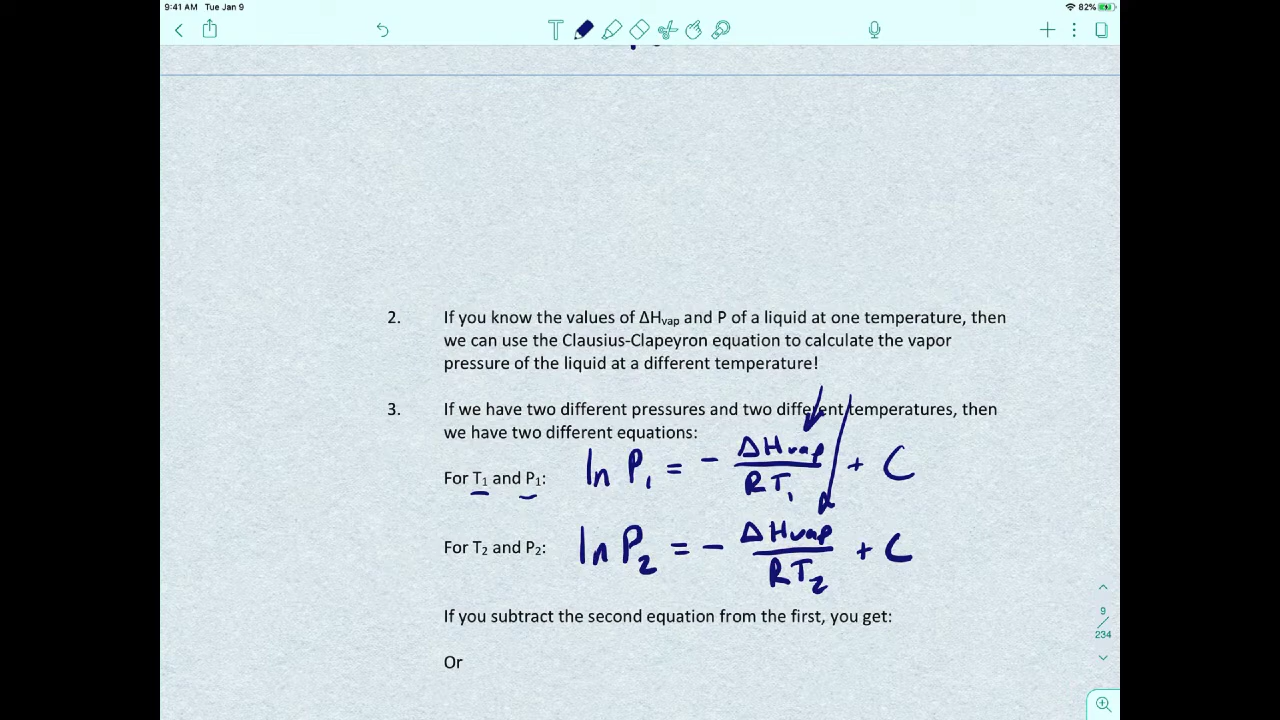 9:41 AM Tue Jan 9 82%
T
2. If you know the values of ΔHvap and P of a liquid at one temperature, then
we can use the Clausius-Clapeyron equation to calculate the vapor
pressure of the liquid at a different temperature!
3. If we have two different pressures and two different temperatures, then
we have two different equations:
For T₁ and P₁: ln P₁ = - ΔHvap / RT₁ + C
For T₂ and P₂: ln P₂ = - ΔHvap / RT₂ + C
If you subtract the second equation from the first, you get:
Or
9
/
234